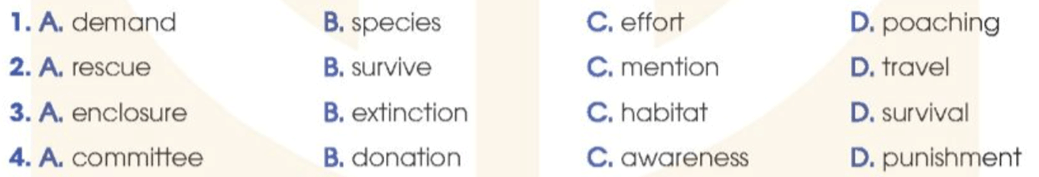 1. A. demand B. species C. effort D. poaching
2. A. rescue B. survive C. mention D. travel
3. A. enclosure B. extinction C. habitat D. survival
4. A. committee B. donation C. awareness D. punishment